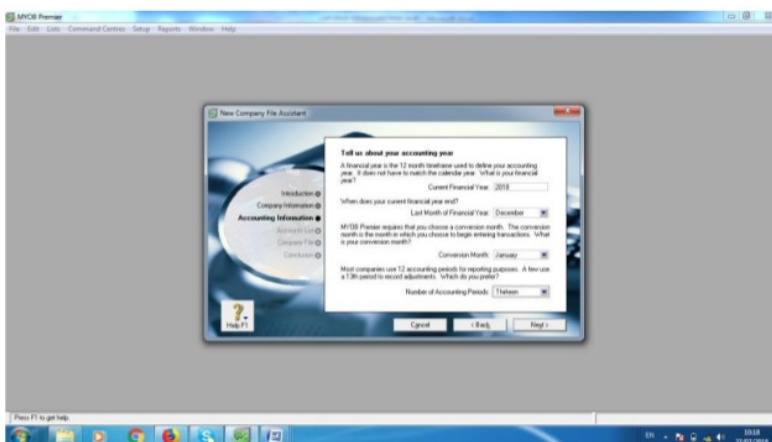 MYOB Premier
File Edit Lists Command Centres Setup Reports Window Help
New Company File Assistant
Introduction
Company Information
Accounting Information
Accounts List
Company File
Conclusion
Help F1
Tell us about your accounting year
A financial year is the 12 month timeframe used to define your accounting
year. It does not have to match the calendar year. What is your financial
year?
Current Financial Year: 2018
When does your current financial year end?
Last Month of Financial Year: December
MYOB Premier requires that you choose a conversion month. The conversion
month is the month in which you choose to begin entering transactions. What
is your conversion month?
Conversion Month: January
Most companies use 12 accounting periods for reporting purposes. A few use
a 13th period to record adjustments. Which do you prefer?
Number of Accounting Periods: Thirteen
Cancel < Back Next >
Press F1 to get help.
EN 10:18